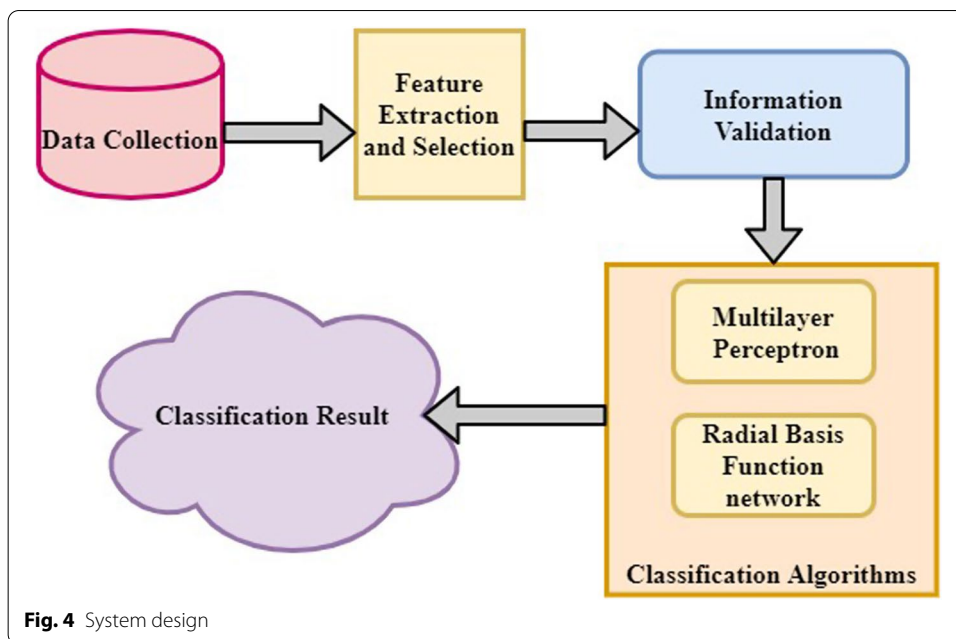 Data Collection
Feature
Extraction
and Selection
Information
Validation
Multilayer
Perceptron
Radial Basis
Function
network
Classification Algorithms
Classification Result
Fig. 4 System design